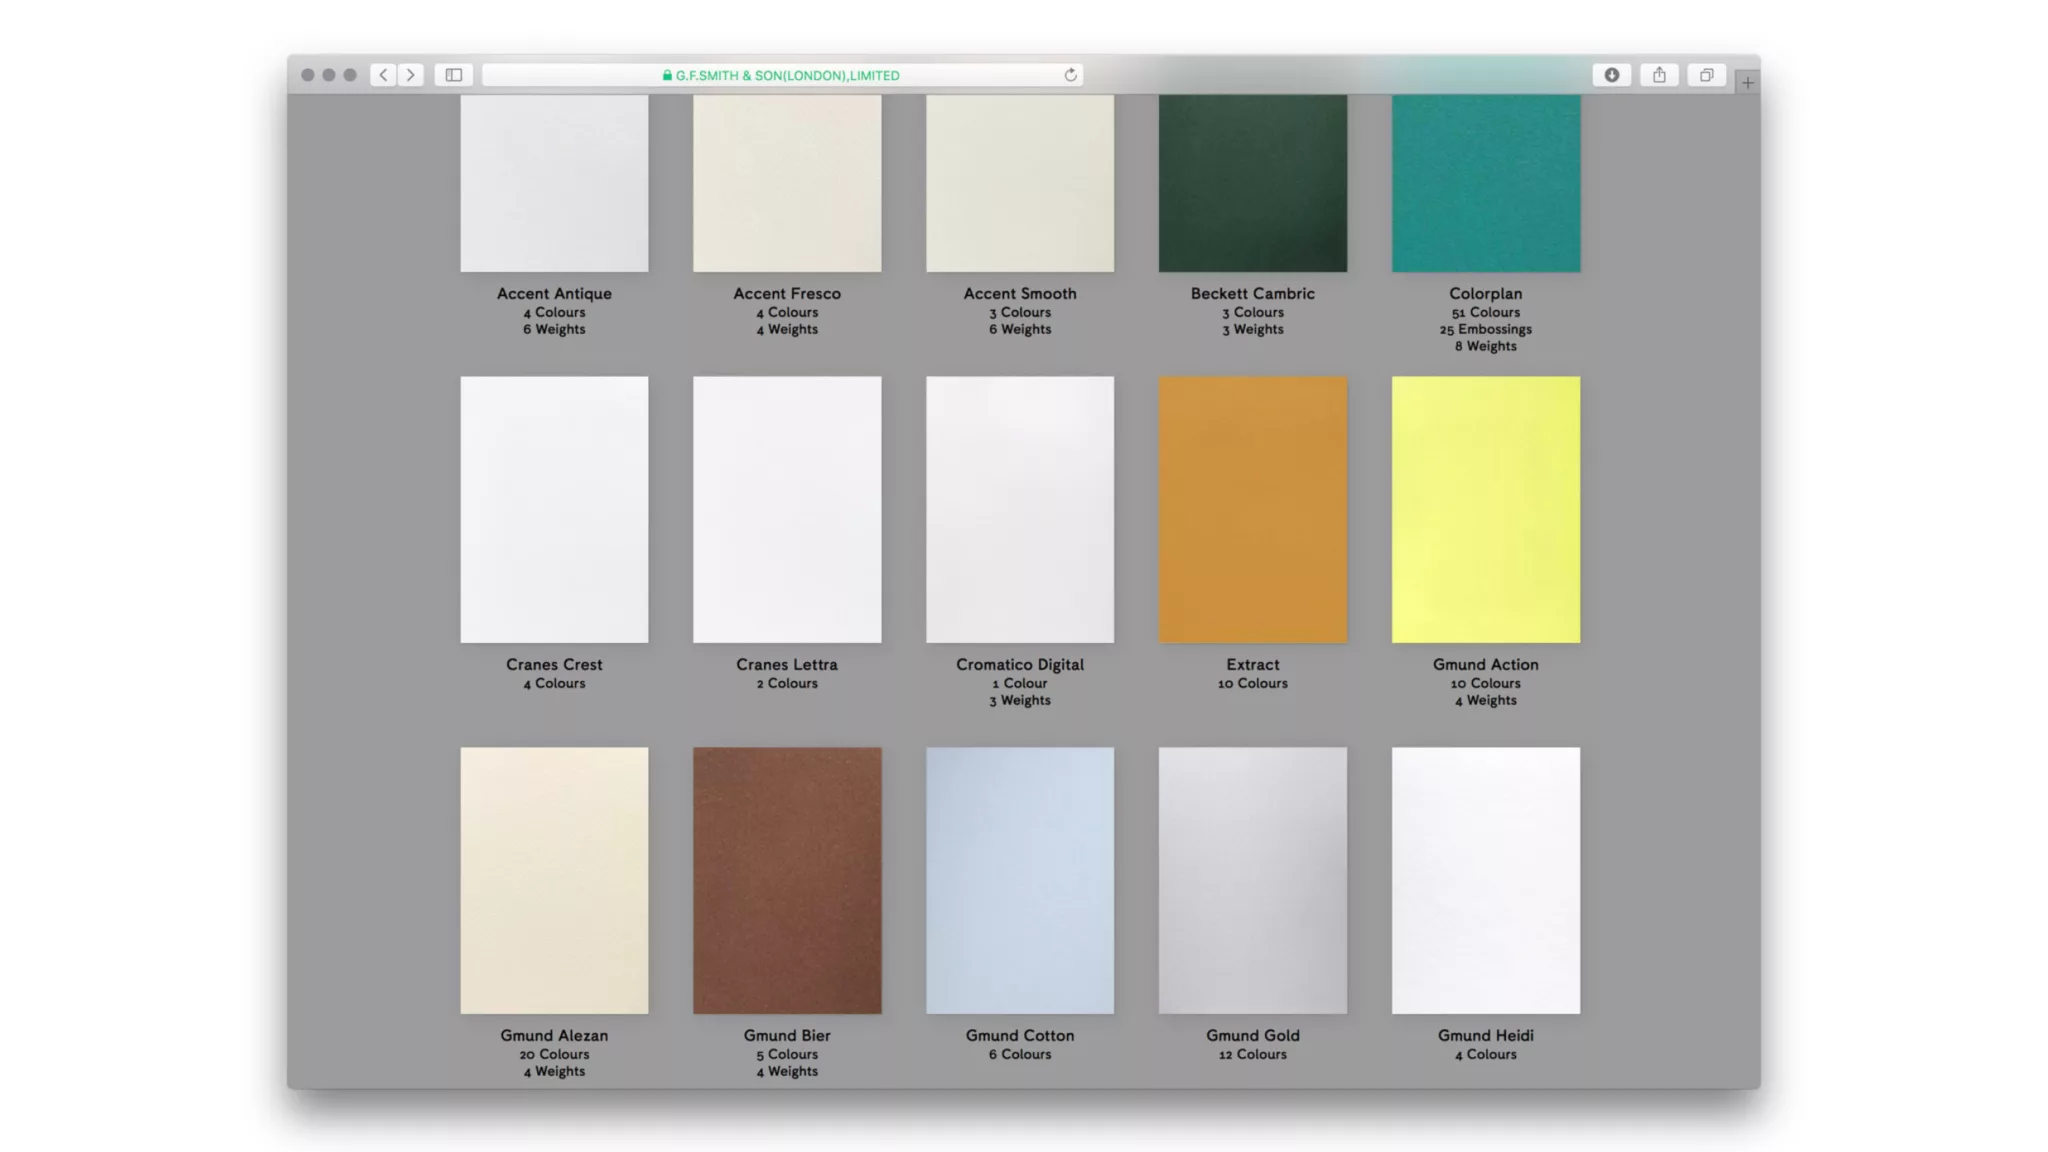 G.F.SMITH & SON(LONDON),LIMITED
Accent Antique
4 Colours
6 Weights
Accent Fresco
4 Colours
4 Weights
Accent Smooth
3 Colours
6 Weights
Beckett Cambric
3 Colours
3 Weights
Colorplan
51 Colours
25 Embossings
8 Weights
Cranes Crest
4 Colours
Cranes Lettra
2 Colours
Cromatico Digital
1 Colour
3 Weights
Extract
10 Colours
Gmund Action
10 Colours
4 Weights
Gmund Alezan
20 Colours
4 Weights
Gmund Bier
5 Colours
4 Weights
Gmund Cotton
6 Colours
Gmund Gold
12 Colours
Gmund Heidi
4 Colours